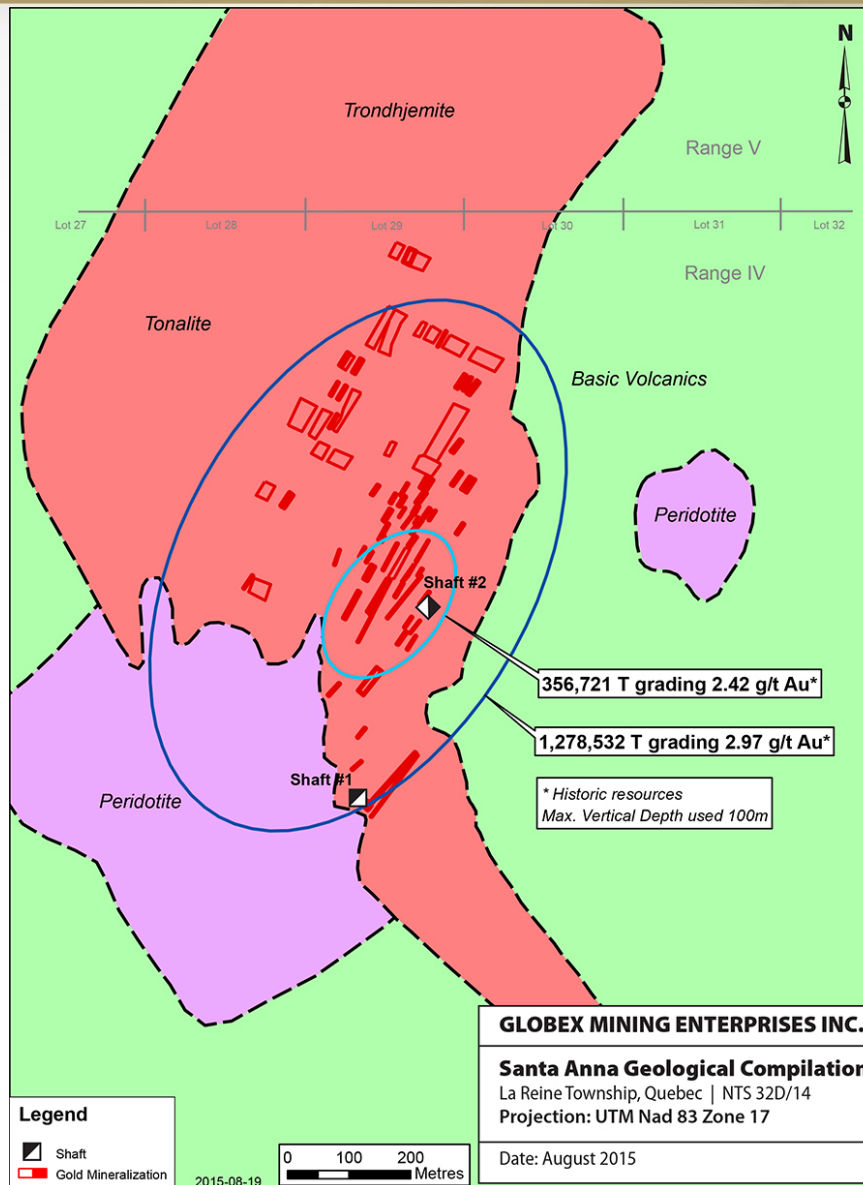 N
Trondhjemite
Range V
Lot 27
Lot 28
Lot 29
Lot 30
Lot 31
Lot 32
Range IV
Tonalite
Basic Volcanics
Peridotite
Shaft #2
356,721 T grading 2.42 g/t Au*
1,278,532 T grading 2.97 g/t Au*
Shaft #1
Peridotite
* Historic resources
Max. Vertical Depth used 100m
GLOBEX MINING ENTERPRISES INC.
Santa Anna Geological Compilation
La Reine Township, Quebec | NTS 32D/14
Projection: UTM Nad 83 Zone 17
Date: August 2015
Legend
Shaft
Gold Mineralization
2015-08-19
0 100 200
Metres